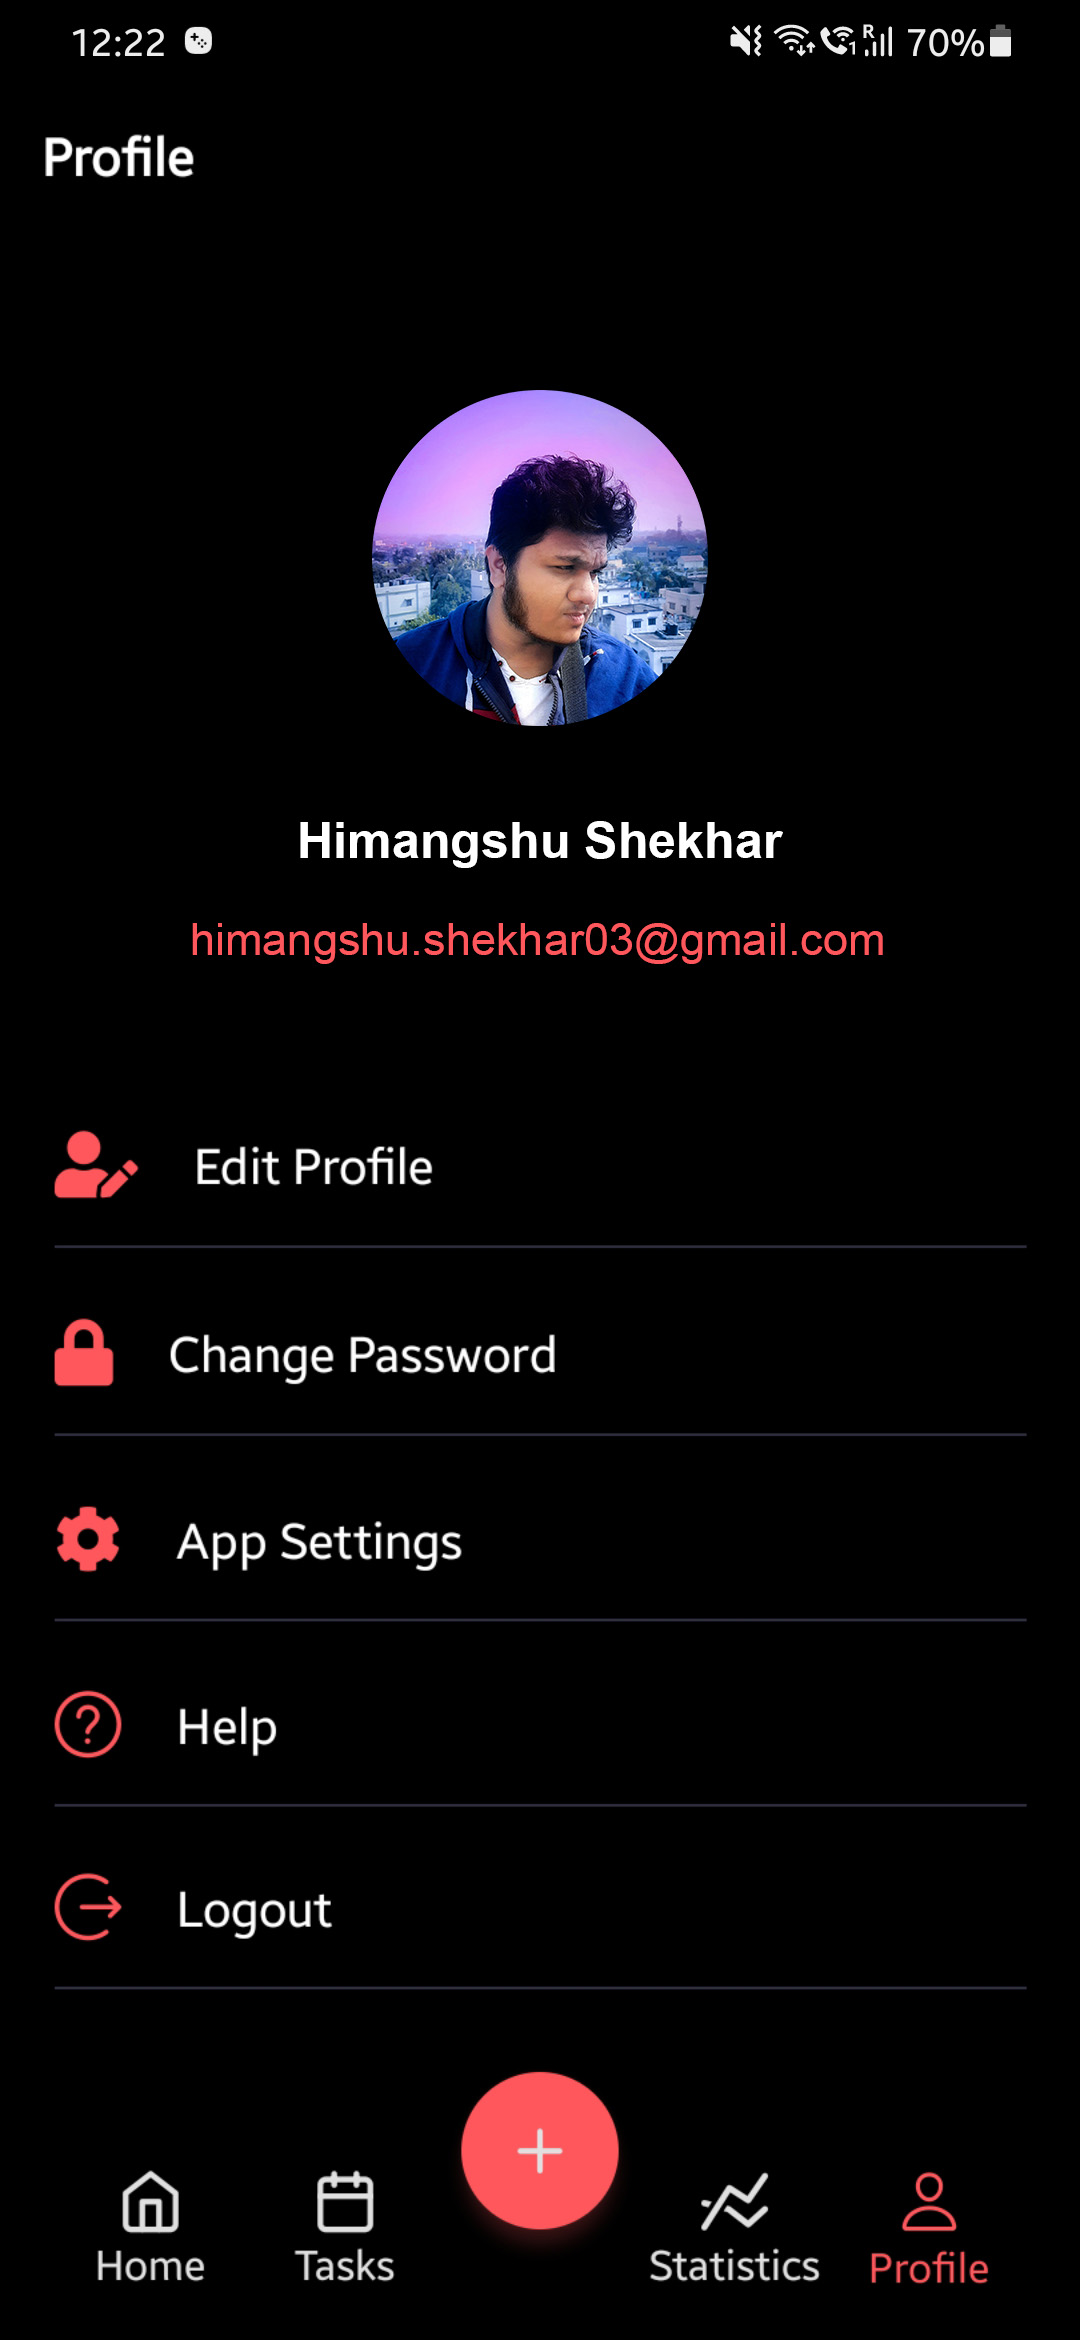 12:22 70%
Profile
Himangshu Shekhar
himangshu.shekhar03@gmail.com
Edit Profile
Change Password
App Settings
Help
Logout
Home Tasks Statistics Profile